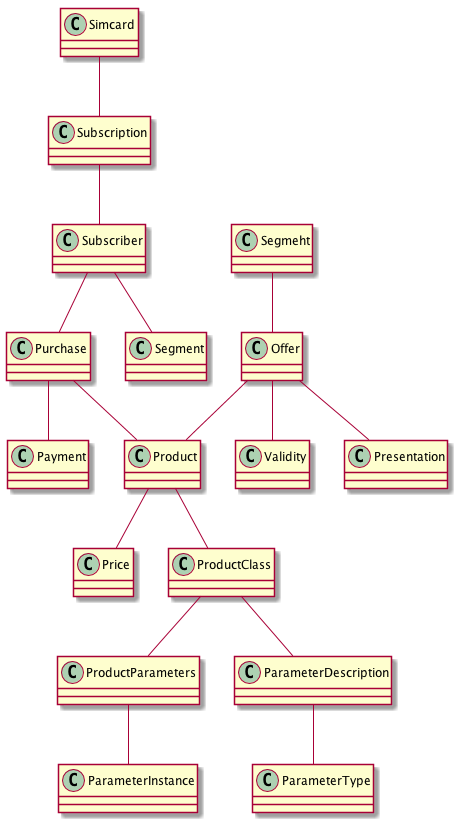 C Simcard
C Subscription
C Subscriber
C Segmeht
C Purchase
C Segment
C Offer
C Payment
C Product
C Validity
C Presentation
C Price
C ProductClass
C ProductParameters
C ParameterDescription
C ParameterInstance
C ParameterType